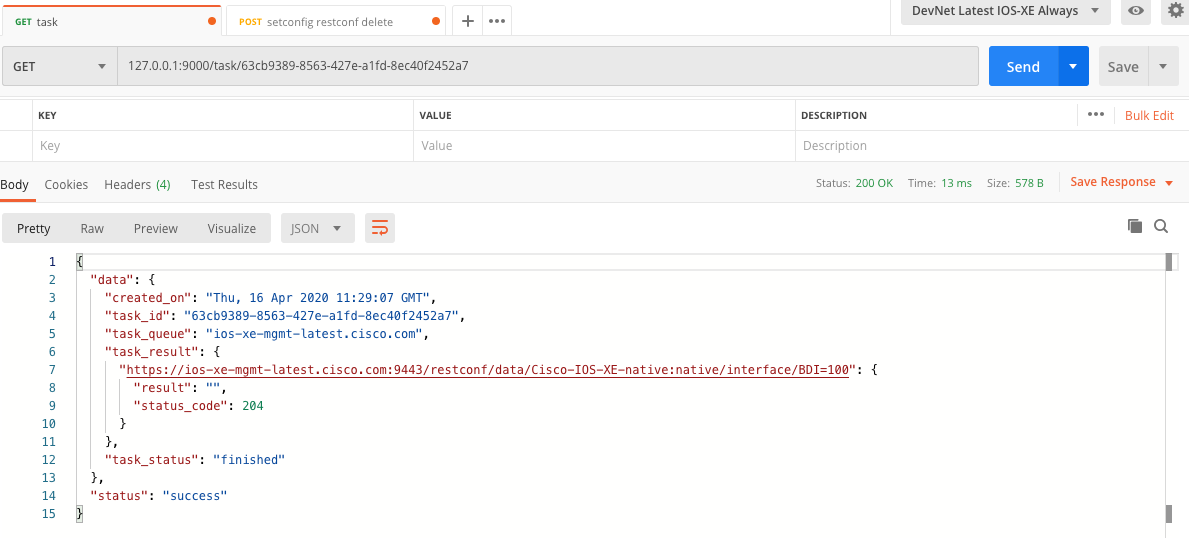 GET task
POST setconfig restconf delete
+ •••
DevNet Latest IOS-XE Always
GET
127.0.0.1:9000/task/63cb9389-8563-427e-a1fd-8ec40f2452a7
Send
Save
KEY VALUE DESCRIPTION ••• Bulk Edit
Key Value Description
Body Cookies Headers (4) Test Results
Status: 200 OK Time: 13 ms Size: 578 B Save Response
Pretty Raw Preview Visualize JSON
1 {
2 "data": {
3 "created_on": "Thu, 16 Apr 2020 11:29:07 GMT",
4 "task_id": "63cb9389-8563-427e-a1fd-8ec40f2452a7",
5 "task_queue": "ios-xe-mgmt-latest.cisco.com",
6 "task_result": {
7 "https://ios-xe-mgmt-latest.cisco.com:9443/restconf/data/Cisco-IOS-XE-native:native/interface/BDI=100": {
8 "result": "",
9 "status_code": 204
10 }
11 },
12 "task_status": "finished"
13 },
14 "status": "success"
15 }